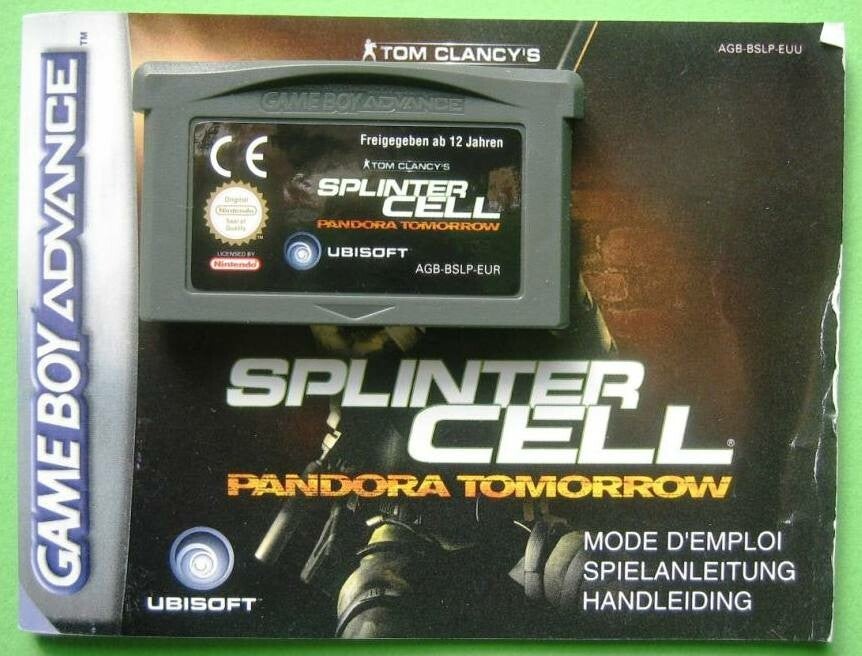 GAME BOY ADVANCE™
TOM CLANCY'S
AGB-BSLP-EUU
GAME BOY ADVANCE
CE
Freigegeben ab 12 Jahren
TOM CLANCY'S
SPLINTER
CELL
PANDORA TOMORROW
Original
Nintendo
Seal of
Quality
TM
UBISOFT
LICENSED BY
Nintendo
AGB-BSLP-EUR
SPLINTER
CELL®
PANDORA TOMORROW
UBISOFT
MODE D'EMPLOI
SPIELANLEITUNG
HANDLEIDING